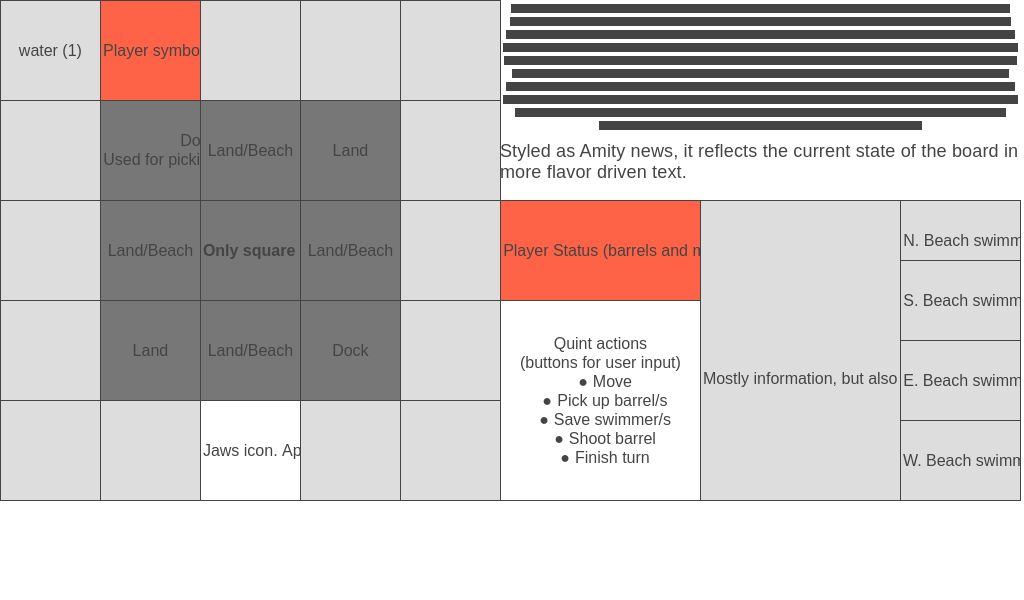 water (1)
Player symbo
Do
Used for picki
Land/Beach
Land
Styled as Amity news, it reflects the current state of the board in
more flavor driven text.
Land/Beach
Only square
Land/Beach
Player Status (barrels and
N. Beach swimm
S. Beach swimm
Land
Land/Beach
Dock
Quint actions
(buttons for user input)
● Move
● Pick up barrel/s
● Save swimmer/s
● Shoot barrel
● Finish turn
Mostly information, but also
E. Beach swimm
Jaws icon. Ap
W. Beach swimm